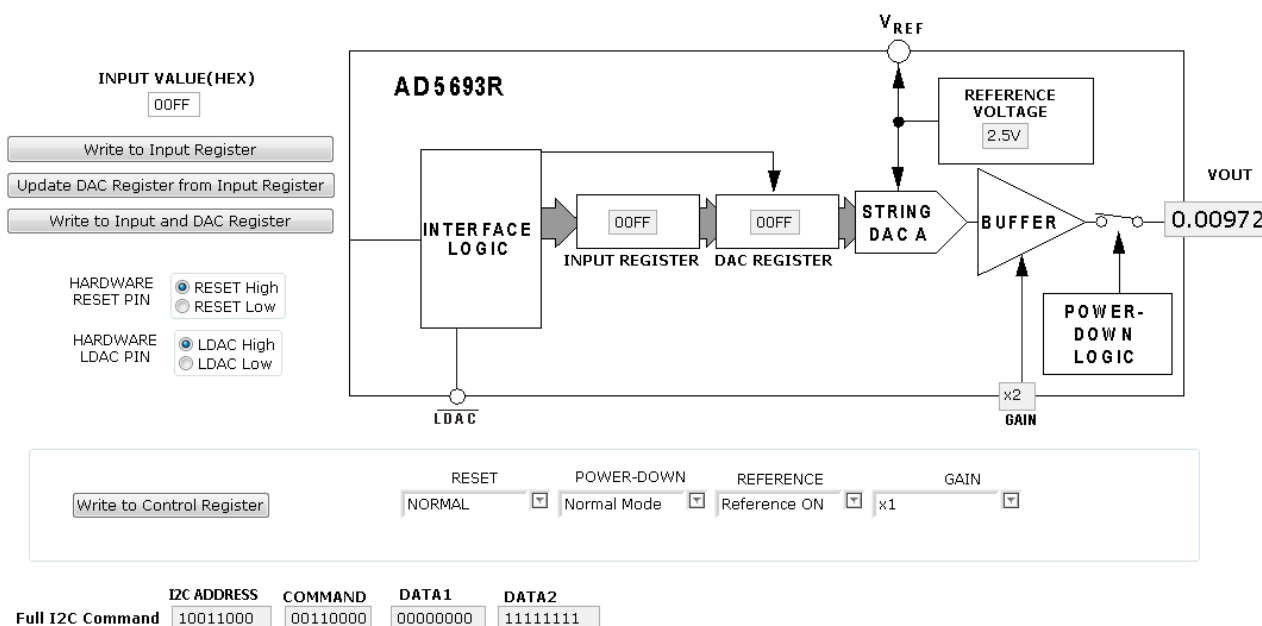 V REF
INPUT VALUE(HEX)
00FF
AD5693R
REFERENCE
VOLTAGE
2.5V
Write to Input Register
Update DAC Register from Input Register
Write to Input and DAC Register
VOUT
0.00972
INTERFACE
LOGIC
00FF
INPUT REGISTER
00FF
DAC REGISTER
STRING
DAC A
BUFFER
HARDWARE
RESET PIN
RESET High
RESET Low
HARDWARE
LDAC PIN
LDAC High
LDAC Low
POWER-
DOWN
LOGIC
LDAC
x2
GAIN
RESET
POWER-DOWN
REFERENCE
GAIN
Write to Control Register
NORMAL
Normal Mode
Reference ON
x1
I2C ADDRESS
COMMAND
DATA1
DATA2
Full I2C Command
10011000
00110000
00000000
11111111